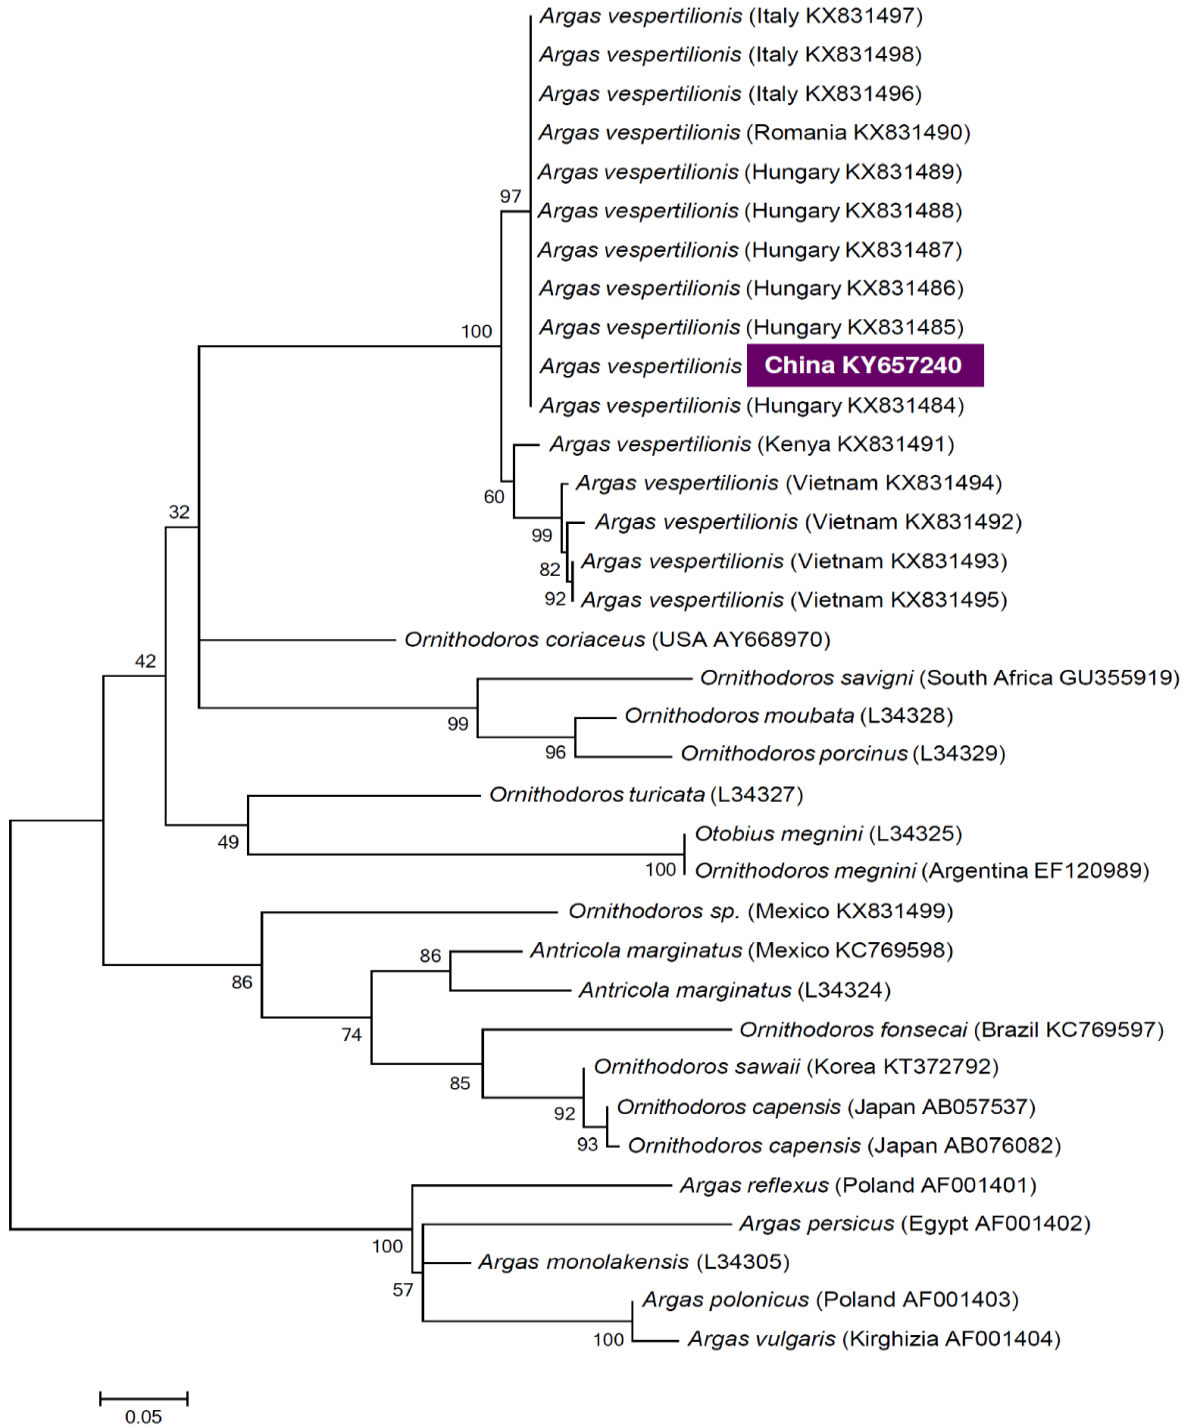 Argas vespertilionis (Italy KX831497)
Argas vespertilionis (Italy KX831498)
Argas vespertilionis (Italy KX831496)
Argas vespertilionis (Romania KX831490)
Argas vespertilionis (Hungary KX831489)
97
Argas vespertilionis (Hungary KX831488)
Argas vespertilionis (Hungary KX831487)
Argas vespertilionis (Hungary KX831486)
100
Argas vespertilionis (Hungary KX831485)
Argas vespertilionis China KY657240
Argas vespertilionis (Hungary KX831484)
Argas vespertilionis (Kenya KX831491)
60
Argas vespertilionis (Vietnam KX831494)
32
Argas vespertilionis (Vietnam KX831492)
99
Argas vespertilionis (Vietnam KX831493)
82
92
Argas vespertilionis (Vietnam KX831495)
Ornithodoros coriaceus (USA AY668970)
42
Ornithodoros savigni (South Africa GU355919)
99
Ornithodoros moubata (L34328)
96
Ornithodoros porcinus (L34329)
Ornithodoros turicata (L34327)
49
Otobius megnini (L34325)
100
Ornithodoros megnini (Argentina EF120989)
Ornithodoros sp. (Mexico KX831499)
86
Antricola marginatus (Mexico KC769598)
86
Antricola marginatus (L34324)
74
Ornithodoros fonsecai (Brazil KC769597)
85
Ornithodoros sawaii (Korea KT372792)
92
Ornithodoros capensis (Japan AB057537)
93
Ornithodoros capensis (Japan AB076082)
Argas reflexus (Poland AF001401)
100
Argas persicus (Egypt AF001402)
57
Argas monolakensis (L34305)
Argas polonicus (Poland AF001403)
100
Argas vulgaris (Kirghizia AF001404)
0.05